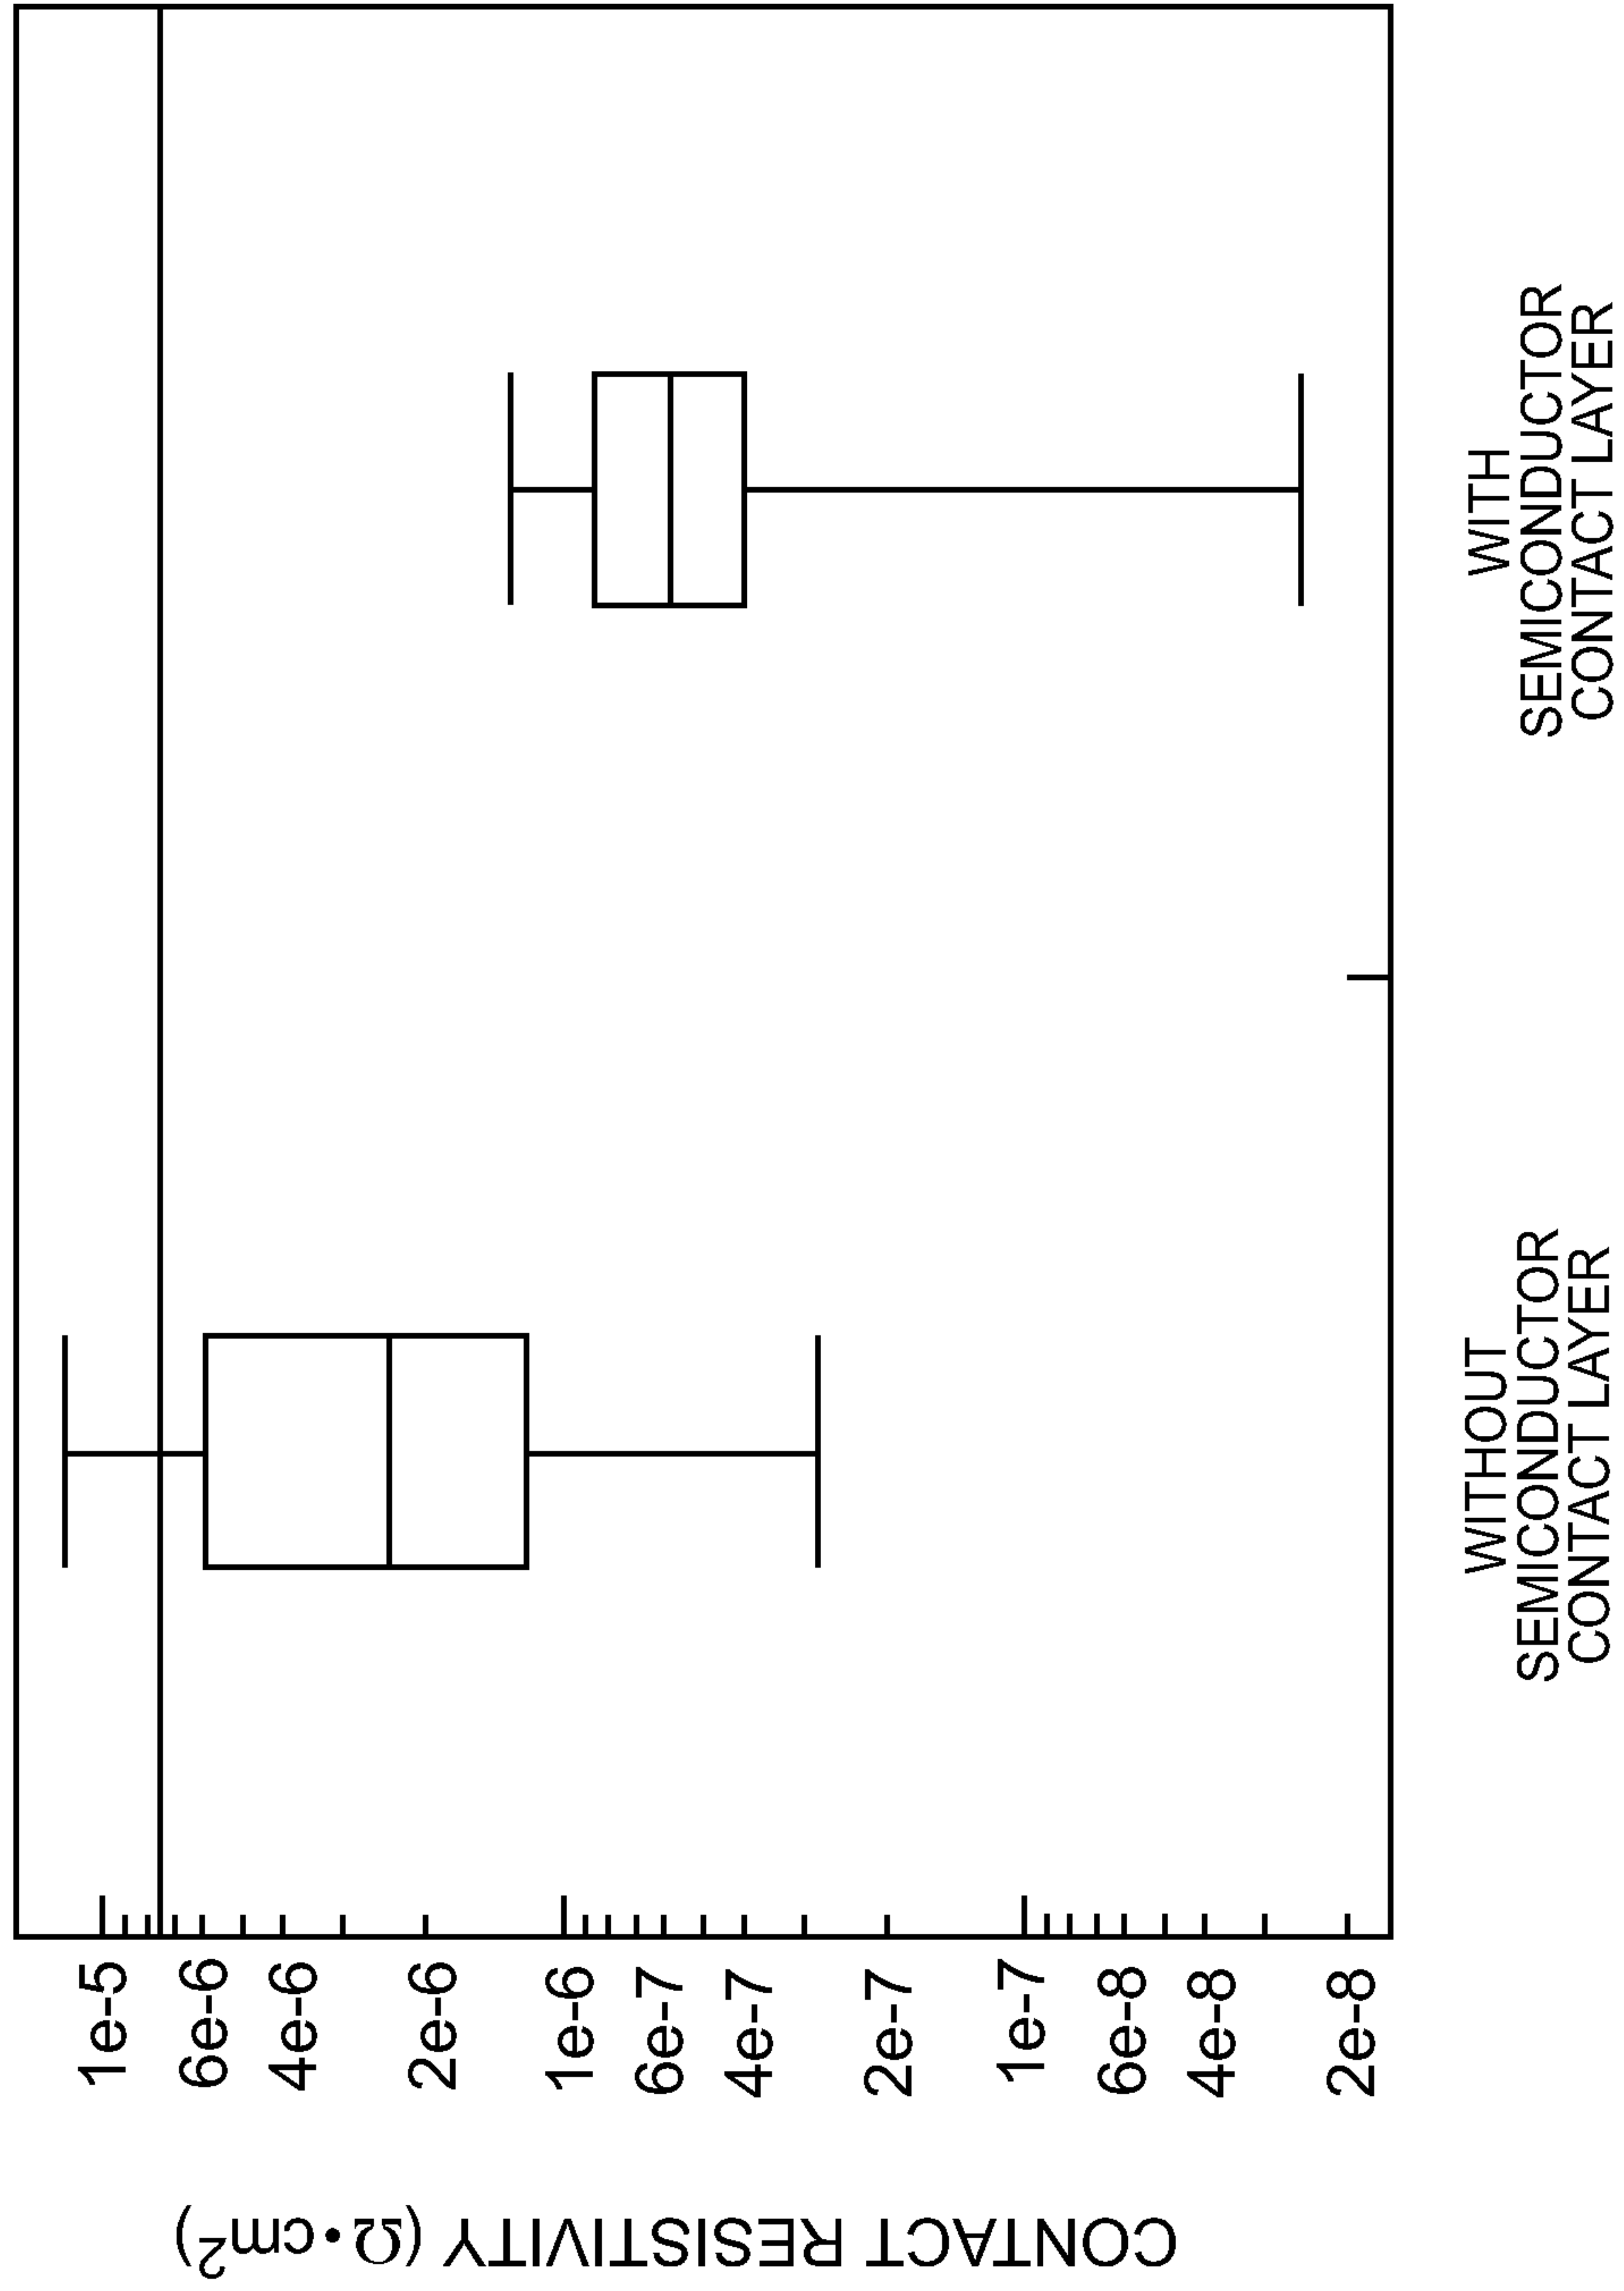 CONTACT RESISTIVITY (Ω•cm²)
1e-5
6e-6
4e-6
2e-6
1e-6
6e-7
4e-7
2e-7
1e-7
6e-8
4e-8
2e-8
WITHOUT
SEMICONDUCTOR
CONTACT LAYER
WITH
SEMICONDUCTOR
CONTACT LAYER